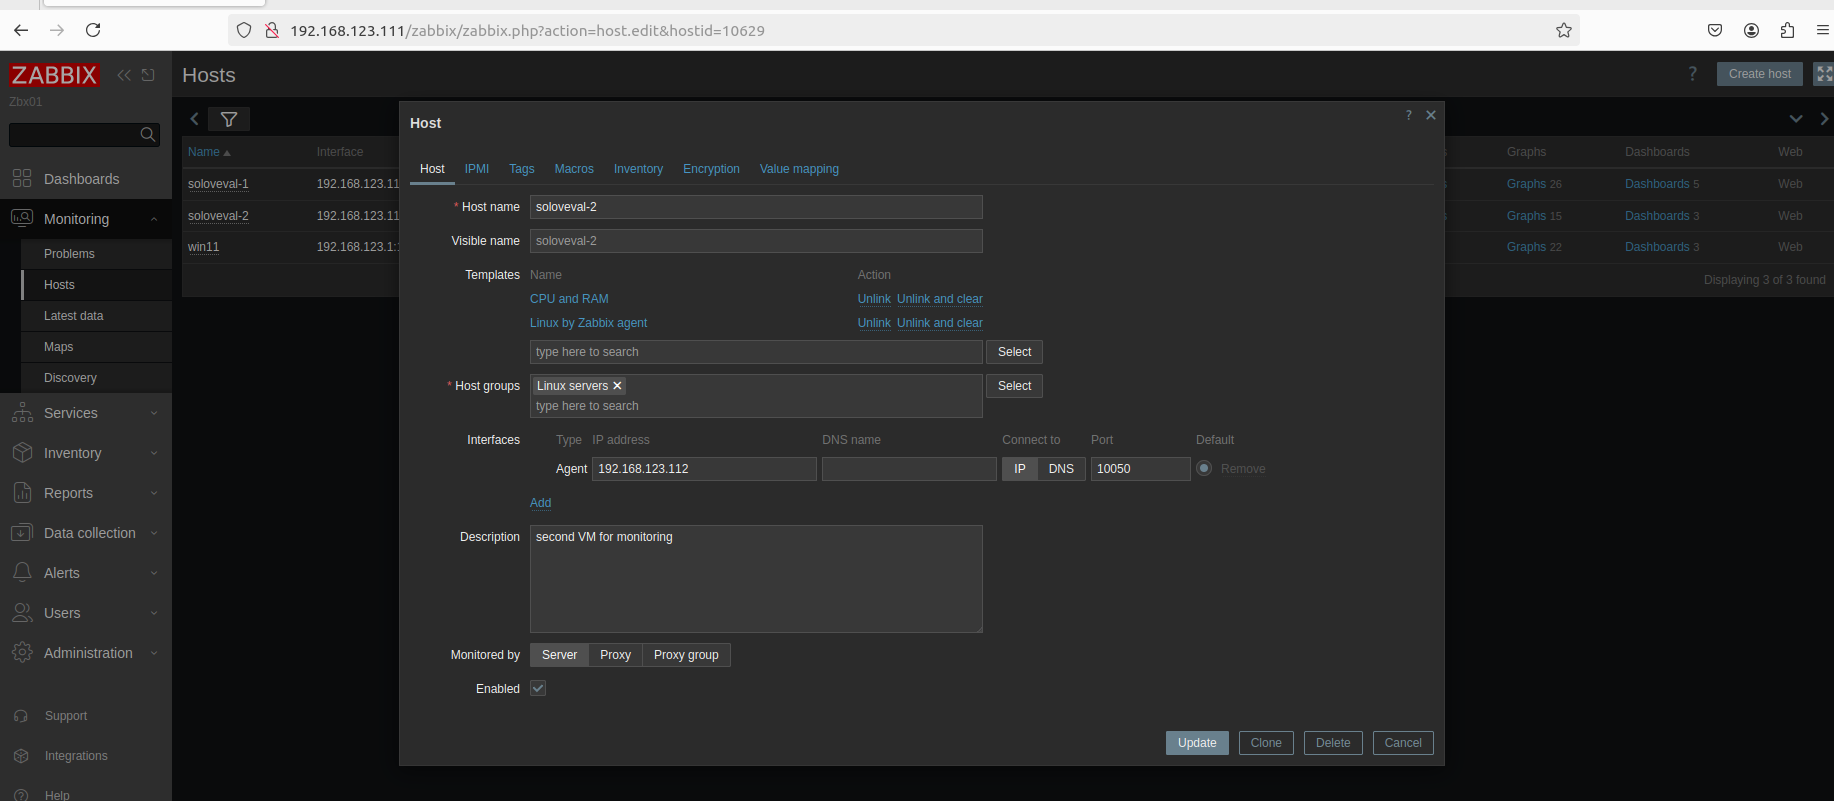 192.168.123.111/zabbix/zabbix.php?action=host.edit&hostid=10629
ZABBIX
Zbx01
Dashboards
Monitoring
Problems
Hosts
Latest data
Maps
Discovery
Services
Inventory
Reports
Data collection
Alerts
Users
Administration
Support
Integrations
Help
Hosts
? Create host
Name Interface Graphs Dashboards Web
soloveval-1 192.168.123.11 Graphs 26 Dashboards 5 Web
soloveval-2 192.168.123.11 Graphs 15 Dashboards 3 Web
win11 192.168.123.1: Graphs 22 Dashboards 3 Web
Displaying 3 of 3 found
Host ?
Host IPMI Tags Macros Inventory Encryption Value mapping
* Host name soloveval-2
Visible name soloveval-2
Templates Name Action
CPU and RAM Unlink Unlink and clear
Linux by Zabbix agent Unlink Unlink and clear
type here to search Select
* Host groups Linux servers ✕ Select
type here to search
Interfaces Type IP address DNS name Connect to Port Default
Agent 192.168.123.112 IP DNS 10050 Remove
Add
Description second VM for monitoring
Monitored by Server Proxy Proxy group
Enabled
Update Clone Delete Cancel